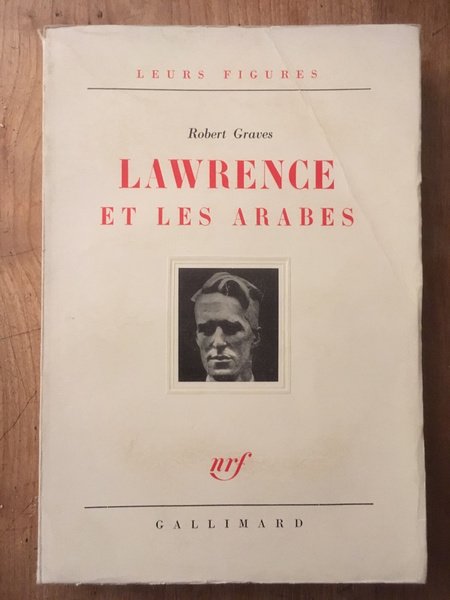 LEURS FIGURES
Robert Graves
LAWRENCE
ET LES ARABES
nrf
GALLIMARD